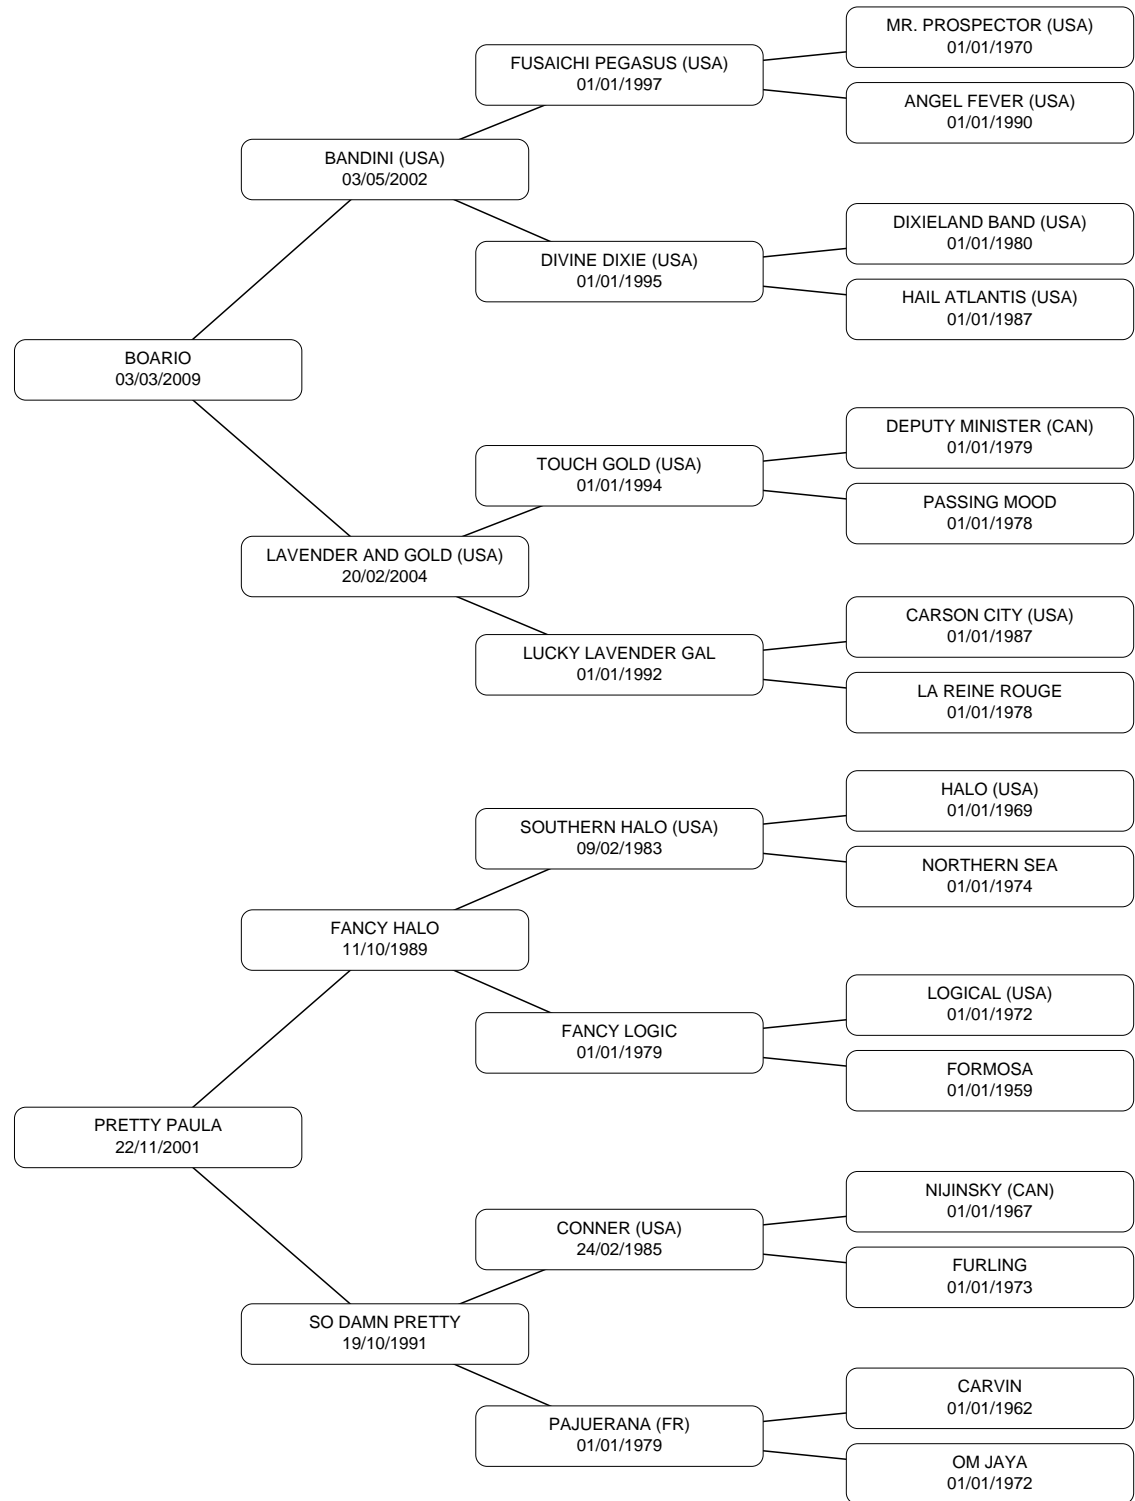 MR. PROSPECTOR (USA)
01/01/1970
FUSAICHI PEGASUS (USA)
01/01/1997
ANGEL FEVER (USA)
01/01/1990
BANDINI (USA)
03/05/2002
DIXIELAND BAND (USA)
01/01/1980
DIVINE DIXIE (USA)
01/01/1995
HAIL ATLANTIS (USA)
01/01/1987
BOARIO
03/03/2009
DEPUTY MINISTER (CAN)
01/01/1979
TOUCH GOLD (USA)
01/01/1994
PASSING MOOD
01/01/1978
LAVENDER AND GOLD (USA)
20/02/2004
CARSON CITY (USA)
01/01/1987
LUCKY LAVENDER GAL
01/01/1992
LA REINE ROUGE
01/01/1978
HALO (USA)
01/01/1969
SOUTHERN HALO (USA)
09/02/1983
NORTHERN SEA
01/01/1974
FANCY HALO
11/10/1989
LOGICAL (USA)
01/01/1972
FANCY LOGIC
01/01/1979
FORMOSA
01/01/1959
PRETTY PAULA
22/11/2001
NIJINSKY (CAN)
01/01/1967
CONNER (USA)
24/02/1985
FURLING
01/01/1973
SO DAMN PRETTY
19/10/1991
CARVIN
01/01/1962
PAJUERANA (FR)
01/01/1979
OM JAYA
01/01/1972